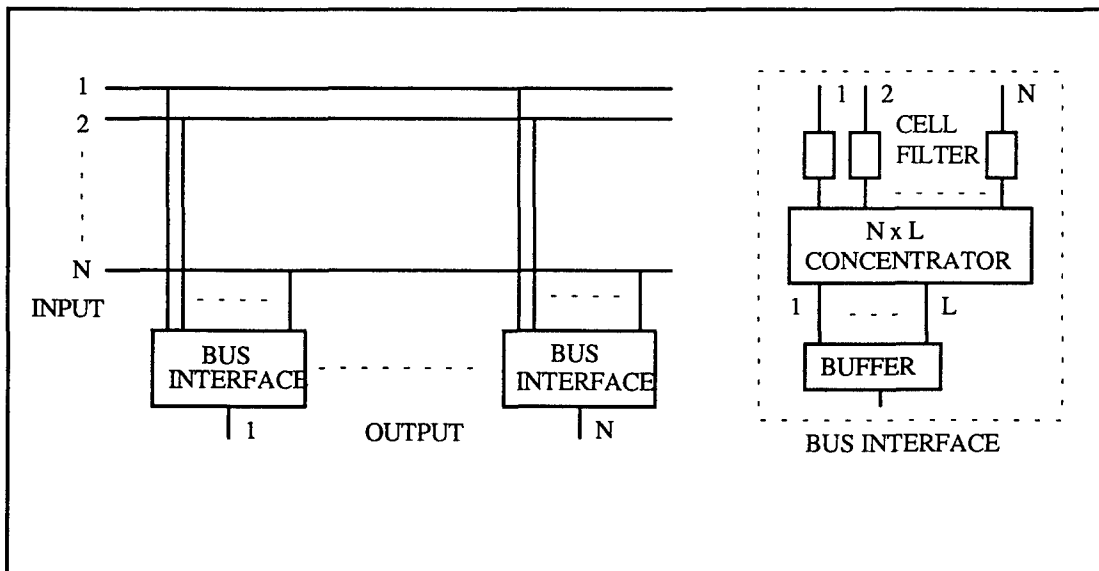 1
2
N
INPUT
BUS
INTERFACE
BUS
INTERFACE
1
OUTPUT
N
1 2 N
CELL
FILTER
N x L
CONCENTRATOR
1 L
BUFFER
BUS INTERFACE